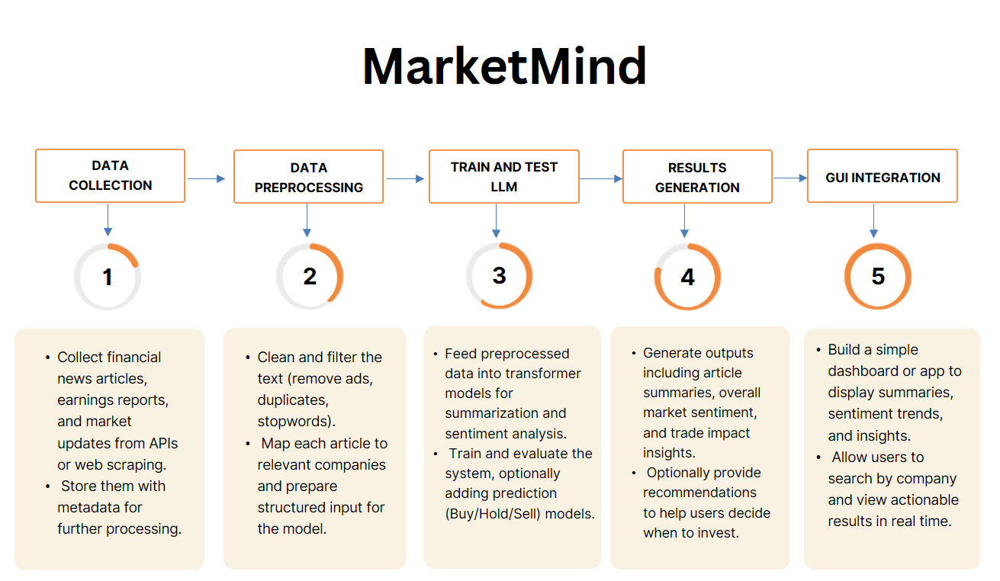 MarketMind
DATA
COLLECTION
DATA
PREPROCESSING
TRAIN AND TEST
LLM
RESULTS
GENERATION
GUI INTEGRATION
1
2
3
4
5
• Collect financial
news articles,
earnings reports,
and market
updates from APIs
or web scraping.
• Store them with
metadata for
further processing.
• Clean and filter the
text (remove ads,
duplicates,
stopwords).
• Map each article to
relevant companies
and prepare
structured input for
the model.
• Feed preprocessed
data into transformer
models for
summarization and
sentiment analysis.
• Train and evaluate the
system, optionally
adding prediction
(Buy/Hold/Sell) models.
• Generate outputs
including article
summaries, overall
market sentiment,
and trade impact
insights.
• Optionally provide
recommendations
to help users decide
when to invest.
• Build a simple
dashboard or app to
display summaries,
sentiment trends,
and insights.
• Allow users to
search by company
and view actionable
results in real time.